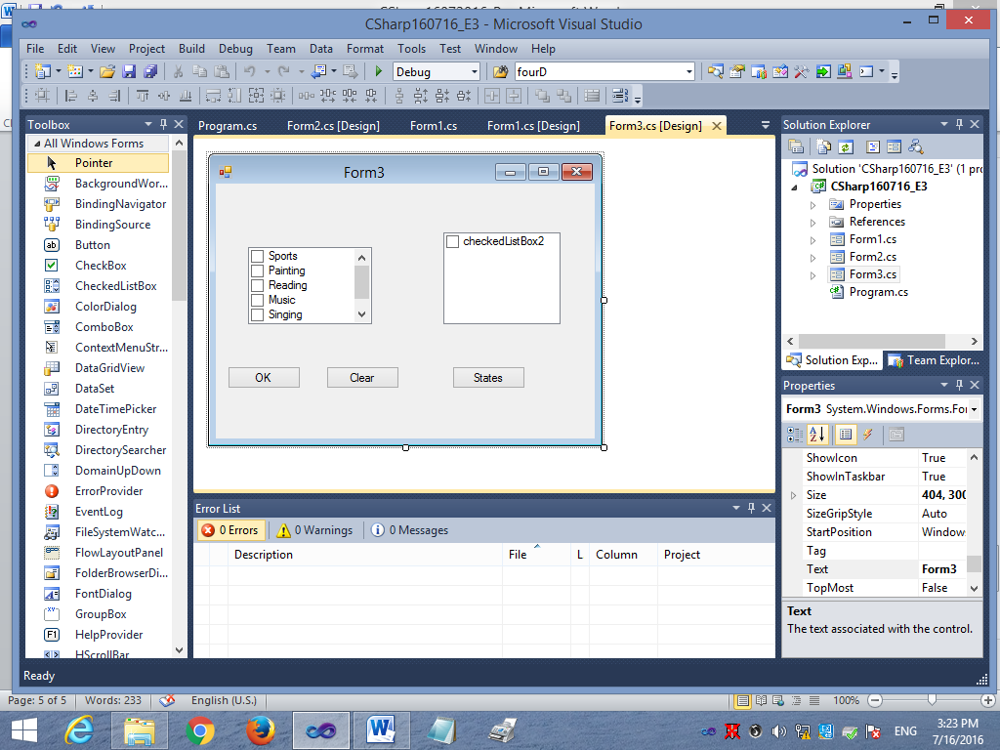 CSharp160716_E3 - Microsoft Visual Studio
File Edit View Project Build Debug Team Data Format Tools Test Window Help
Debug fourD
Toolbox
All Windows Forms
Pointer
BackgroundWor...
BindingNavigator
BindingSource
Button
CheckBox
CheckedListBox
ColorDialog
ComboBox
ContextMenuStr...
DataGridView
DataSet
DateTimePicker
DirectoryEntry
DirectorySearcher
DomainUpDown
ErrorProvider
EventLog
FileSystemWatc...
FlowLayoutPanel
FolderBrowserDi...
FontDialog
GroupBox
HelpProvider
HScrollBar
Program.cs Form2.cs [Design] Form1.cs Form1.cs [Design] Form3.cs [Design]
Form3
Sports
Painting
Reading
Music
Singing
checkedListBox2
OK Clear States
Error List
0 Errors 0 Warnings 0 Messages
Description File L Column Project
Solution Explorer
Solution 'CSharp160716_E3' (1 pro
CSharp160716_E3
Properties
References
Form1.cs
Form2.cs
Form3.cs
Program.cs
Solution Exp... Team Explor...
Properties
Form3 System.Windows.Forms.For
ShowIcon True
ShowInTaskbar True
Size 404, 300
SizeGripStyle Auto
StartPosition Windows
Tag
Text Form3
TopMost False
Text
The text associated with the control.
Ready
Page: 5 of 5 Words: 233 English (U.S.) 100%
ENG
3:23 PM
7/16/2016